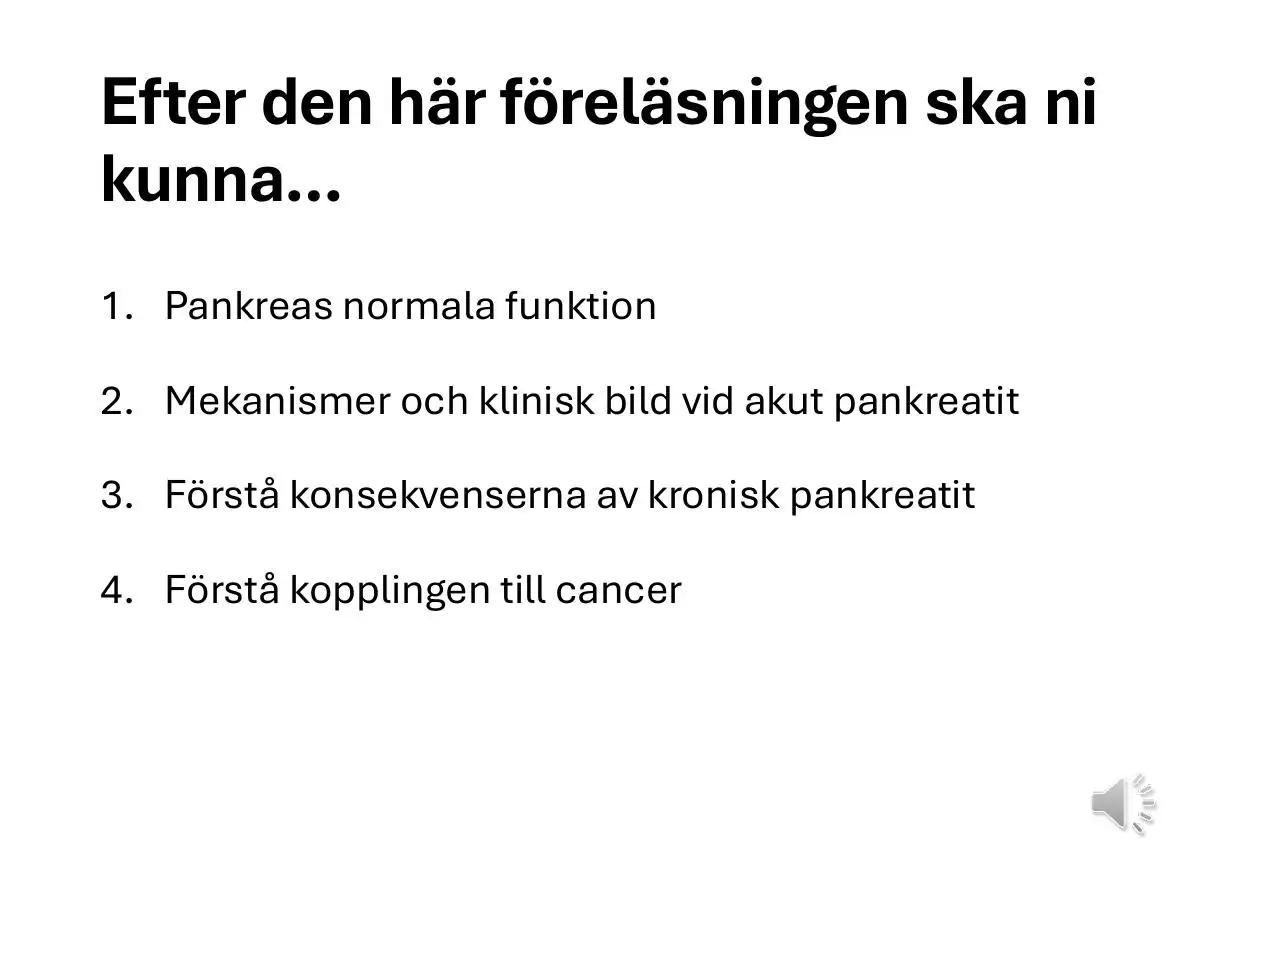 Efter den här föreläsningen ska ni
kunna...
1. Pankreas normala funktion
2. Mekanismer och klinisk bild vid akut pankreatit
3. Förstå konsekvenserna av kronisk pankreatit
4. Förstå kopplingen till cancer